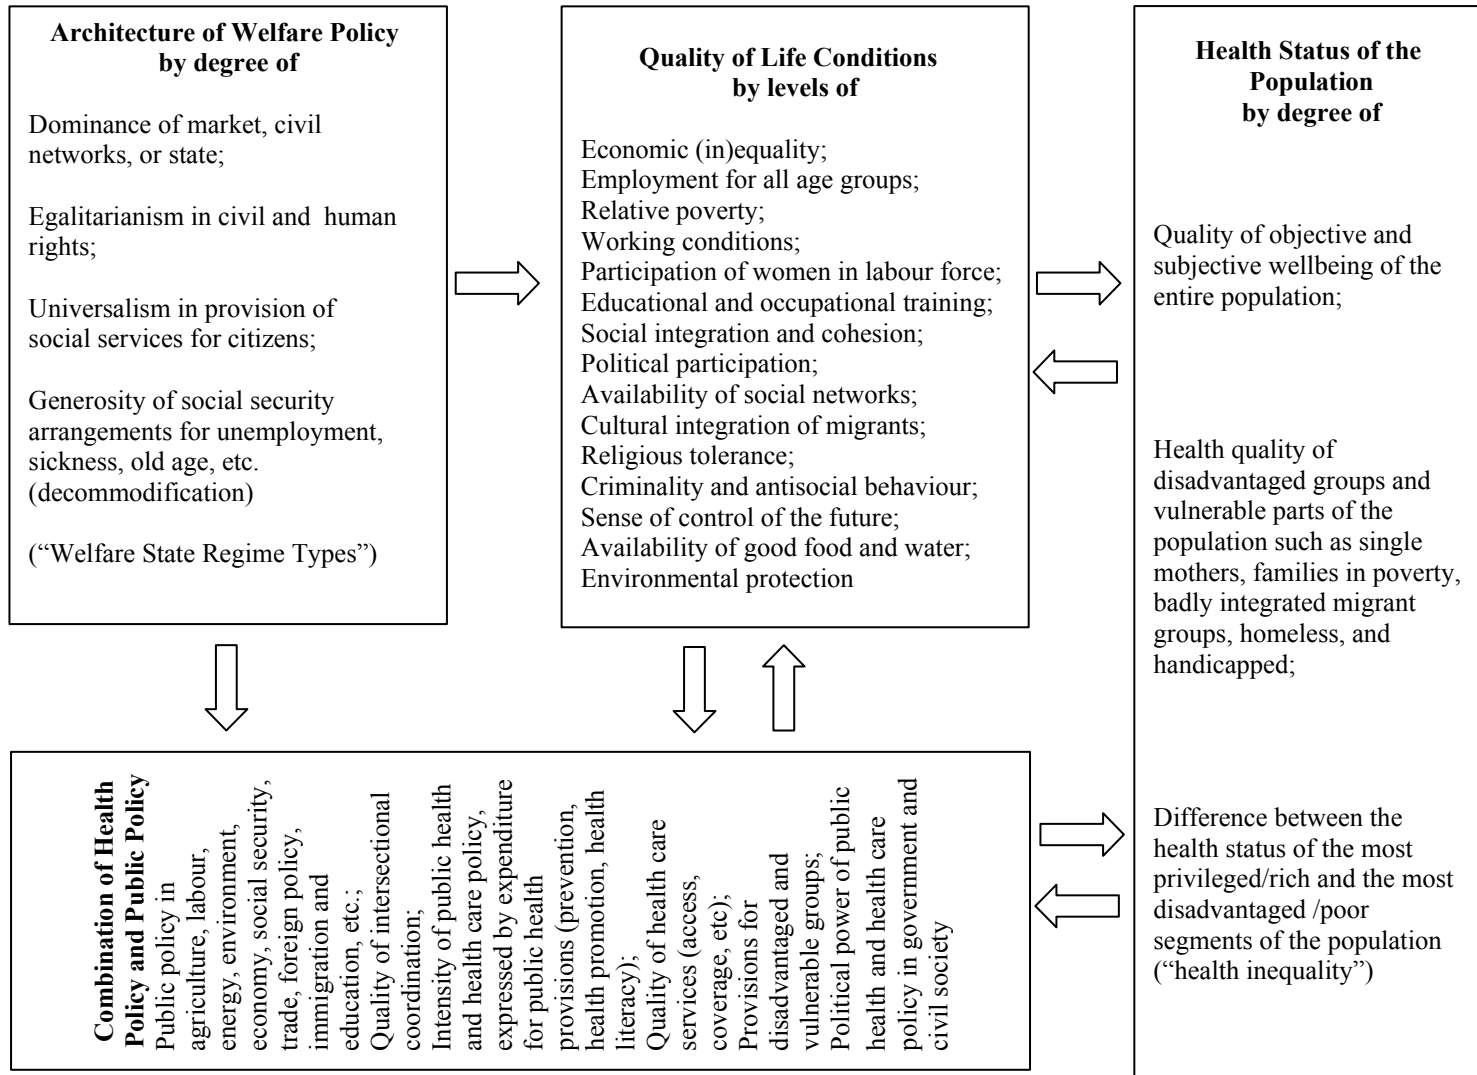 Architecture of Welfare Policy
by degree of
Dominance of market, civil
networks, or state;
Egalitarianism in civil and human
rights;
Universalism in provision of
social services for citizens;
Generosity of social security
arrangements for unemployment,
sickness, old age, etc.
(decommodification)
(“Welfare State Regime Types”)
Quality of Life Conditions
by levels of
Economic (in)equality;
Employment for all age groups;
Relative poverty;
Working conditions;
Participation of women in labour force;
Educational and occupational training;
Social integration and cohesion;
Political participation;
Availability of social networks;
Cultural integration of migrants;
Religious tolerance;
Criminality and antisocial behaviour;
Sense of control of the future;
Availability of good food and water;
Environmental protection
Health Status of the
Population
by degree of
Quality of objective and
subjective wellbeing of the
entire population;
Health quality of
disadvantaged groups and
vulnerable parts of the
population such as single
mothers, families in poverty,
badly integrated migrant
groups, homeless, and
handicapped;
Difference between the
health status of the most
privileged/rich and the most
disadvantaged /poor
segments of the population
(“health inequality”)
Combination of Health
Policy and Public Policy
Public policy in
agriculture, labour,
energy, environment,
economy, social security,
trade, foreign policy,
immigration and
education, etc.;
Quality of intersectional
coordination;
Intensity of public health
and health care policy,
expressed by expenditure
for public health
provisions (prevention,
health promotion, health
literacy);
Quality of health care
services (access,
coverage, etc);
Provisions for
disadvantaged and
vulnerable groups;
Political power of public
health and health care
policy in government and
civil society